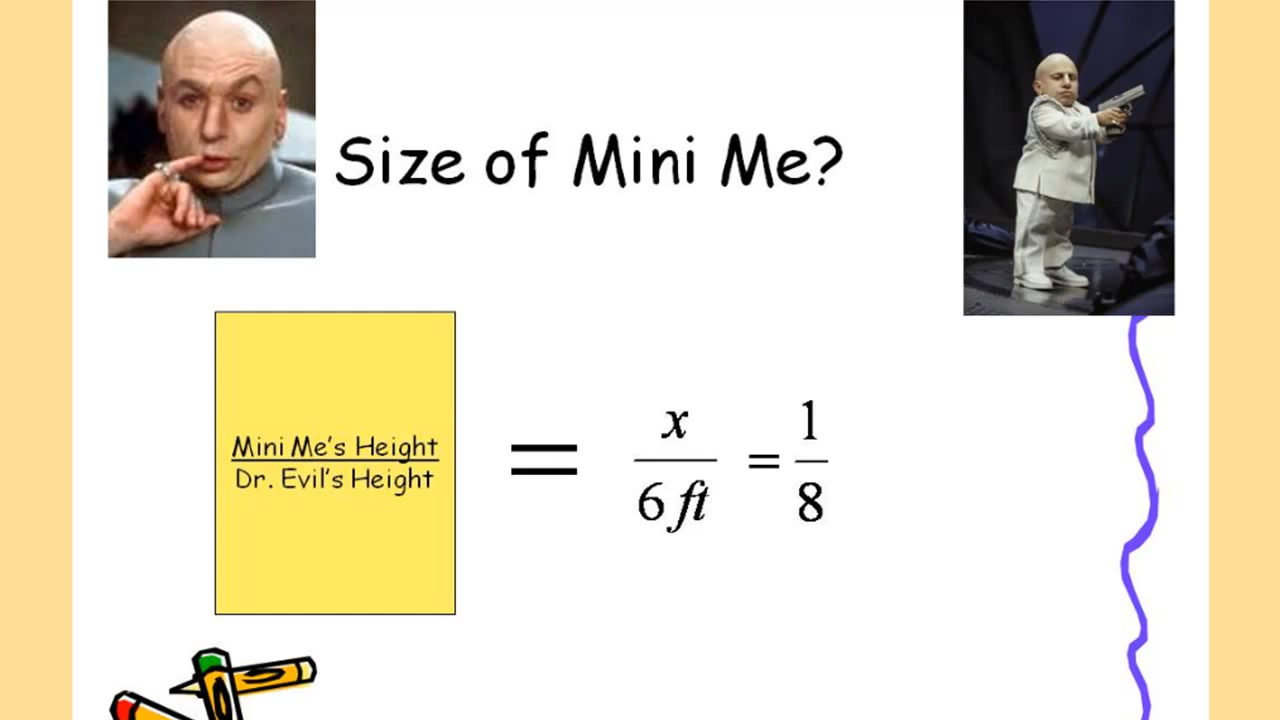 Size of Mini Me?
Mini Me's Height
Dr. Evil's Height
=
x
6 ft
=
1
8